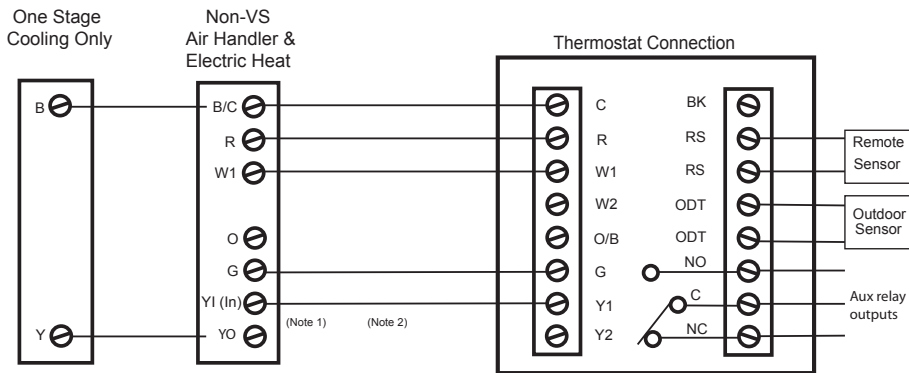 One Stage
Cooling Only
Non-VS
Air Handler &
Electric Heat
Thermostat Connection
B
Y
B/C
R
W1
O
G
YI (In)
YO
(Note 1)
(Note 2)
C
R
W1
W2
O/B
G
Y1
Y2
BK
RS
RS
ODT
ODT
NO
C
NC
Remote
Sensor
Outdoor
Sensor
Aux relay
outputs